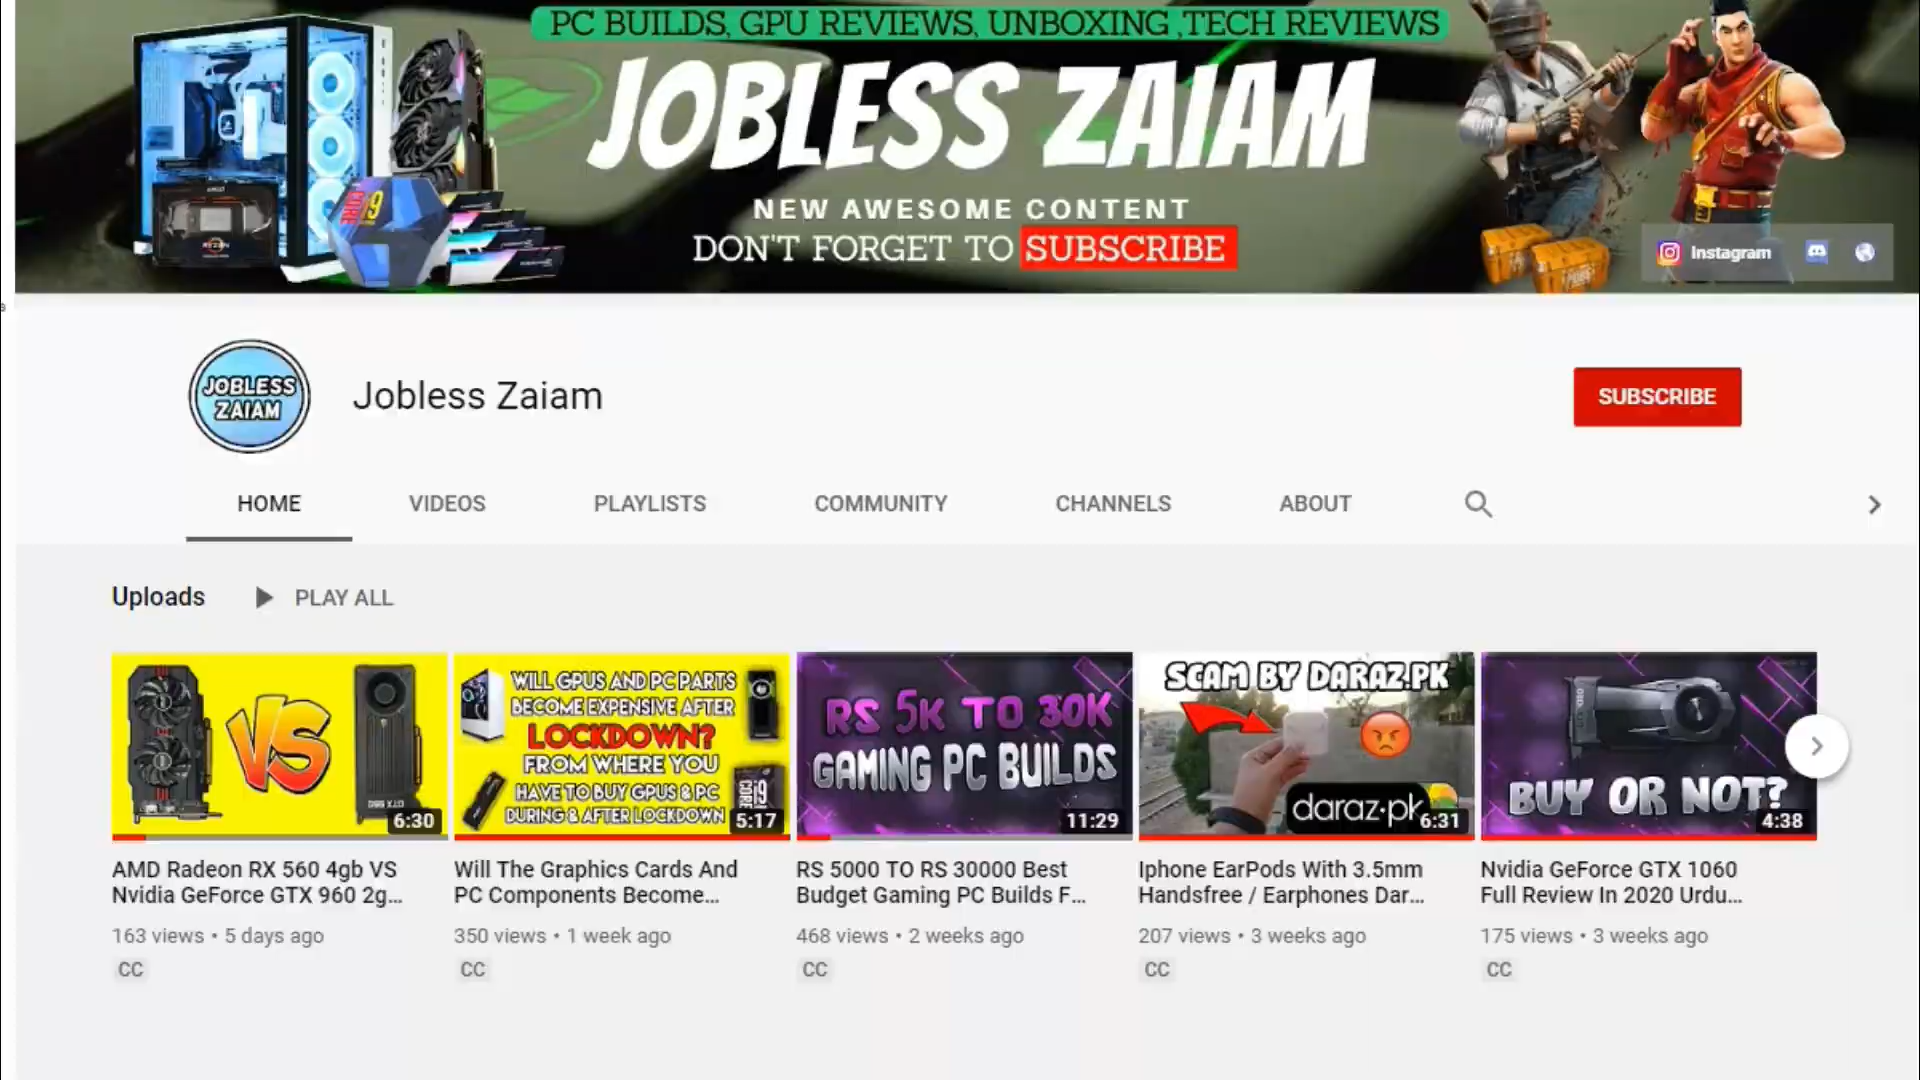 PC BUILDS, GPU REVIEWS, UNBOXING ,TECH REVIEWS
JOBLESS ZAIAM
NEW AWESOME CONTENT
DON'T FORGET TO SUBSCRIBE
CORE i9
RYZEN
Instagram
JOBLESS
ZAIAM
Jobless Zaiam
SUBSCRIBE
HOME VIDEOS PLAYLISTS COMMUNITY CHANNELS ABOUT
Uploads PLAY ALL
VS
GTX 960
6:30
WILL GPUS AND PC PARTS
BECOME EXPENSIVE AFTER
LOCKDOWN?
FROM WHERE YOU
HAVE TO BUY GPUS & PC
DURING & AFTER LOCKDOWN
CORE i9
5:17
RS 5K TO 30K
GAMING PC BUILDS
11:29
SCAM BY DARAZ.PK
daraz.pk
6:31
BUY OR NOT?
4:38
AMD Radeon RX 560 4gb VS
Nvidia GeForce GTX 960 2g...
163 views • 5 days ago
CC
Will The Graphics Cards And
PC Components Become...
350 views • 1 week ago
CC
RS 5000 TO RS 30000 Best
Budget Gaming PC Builds F...
468 views • 2 weeks ago
CC
Iphone EarPods With 3.5mm
Handsfree / Earphones Dar...
207 views • 3 weeks ago
CC
Nvidia GeForce GTX 1060
Full Review In 2020 Urdu...
175 views • 3 weeks ago
CC